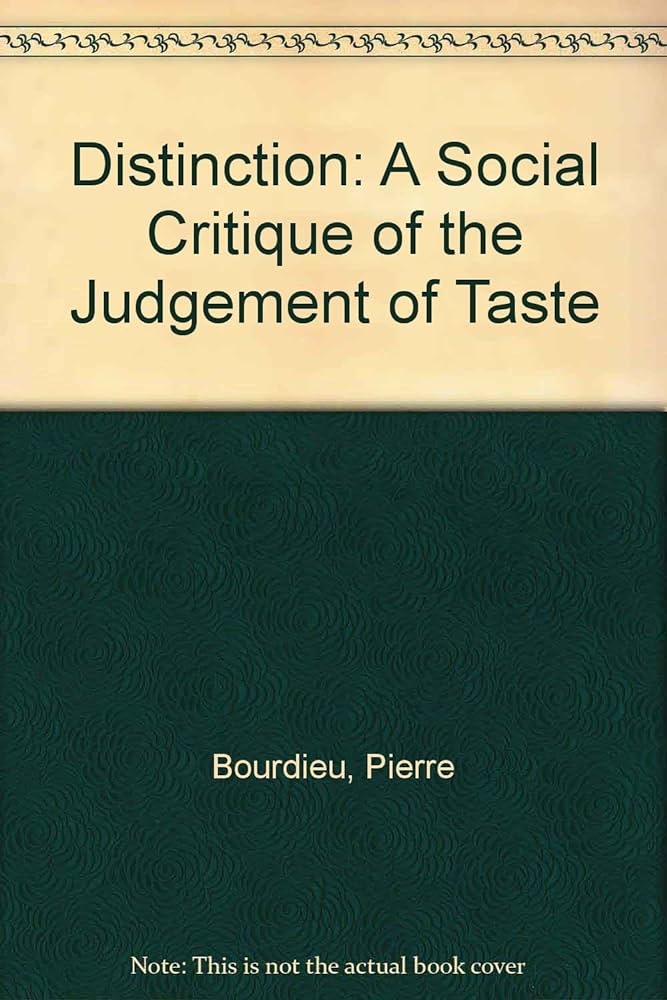 Distinction: A Social
Critique of the
Judgement of Taste
Bourdieu, Pierre
Note: This is not the actual book cover